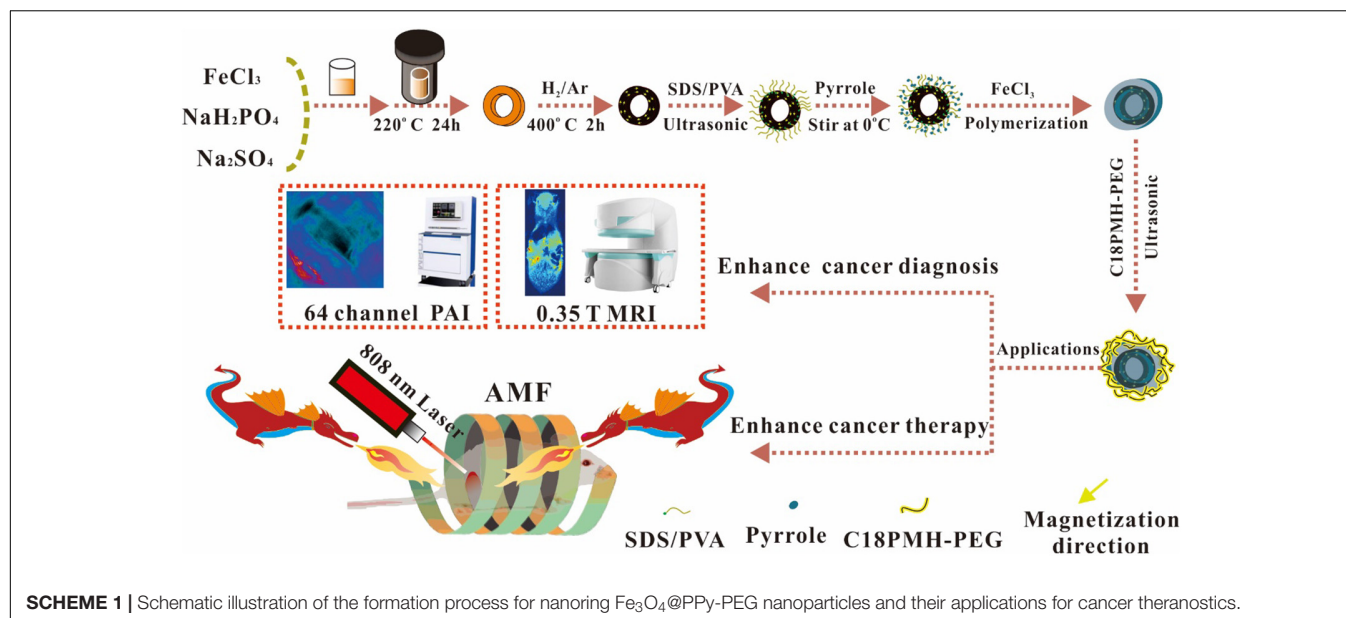 FeCl₃
NaH₂PO₄
Na₂SO₄
220°C 24h
H₂/Ar
400°C 2h
SDS/PVA
Ultrasonic
Pyrrole
Stir at 0°C
FeCl₃
Polymerization
C18PMH-PEG
Ultrasonic
64 channel PAI
0.35 T MRI
Enhance cancer diagnosis
Applications
Enhance cancer therapy
808 nm Laser
AMF
SDS/PVA
Pyrrole
C18PMH-PEG
Magnetization
direction
SCHEME 1 | Schematic illustration of the formation process for nanoring Fe₃O₄@PPy-PEG nanoparticles and their applications for cancer theranostics.